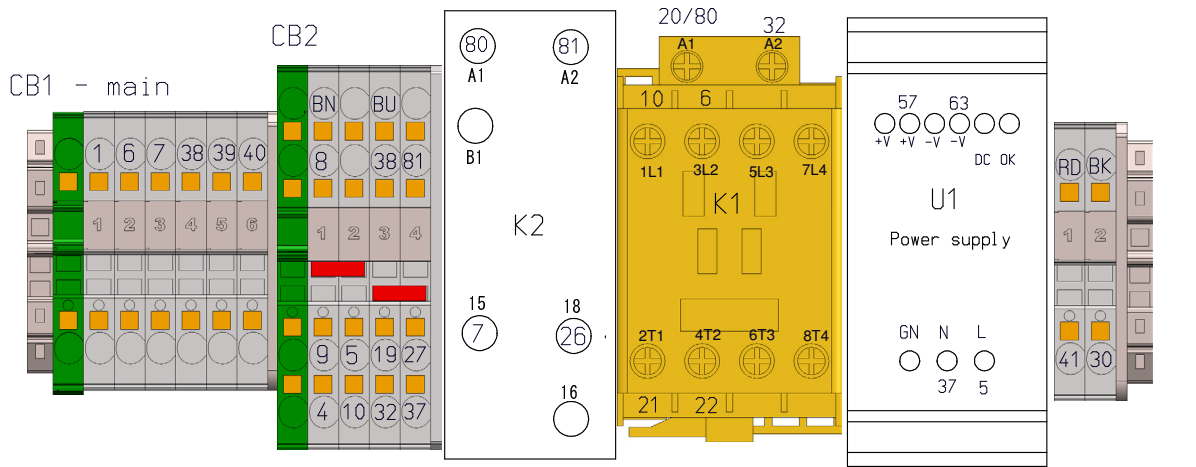 CB1 - main
1 6 7 38 39 40
1 2 3 4 5 6
CB2
BN BU
8 38 81
1 2 3 4
9 5 19 27
4 10 32 37
80 81
A1 A2
B1
K2
15 18
7 26
16
20/80 32
A1 A2
10 6
1L1 3L2 5L3 7L4
K1
2T1 4T2 6T3 8T4
21 22
57 63
+V +V -V -V
DC OK
U1
Power supply
GN N L
37 5
RD BK
1 2
41 30